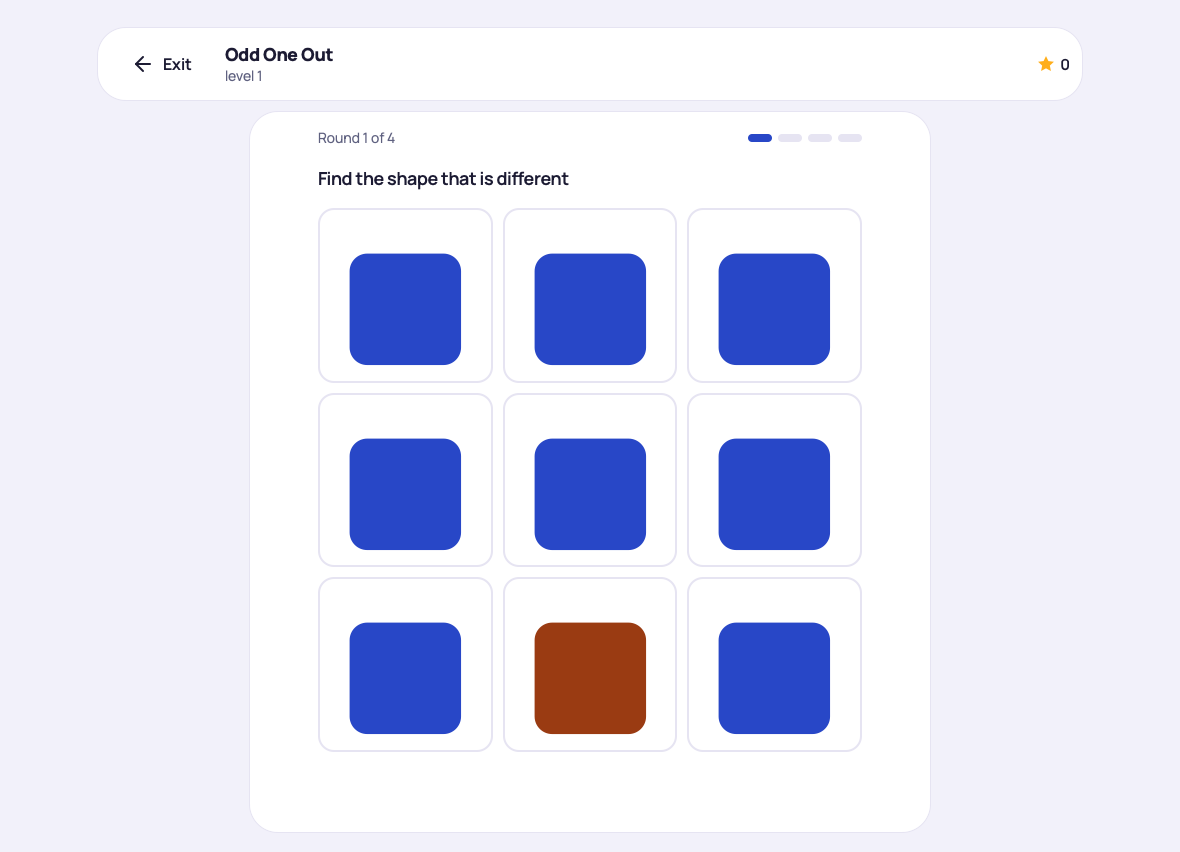 Exit
Odd One Out
level 1
0
Round 1 of 4
Find the shape that is different